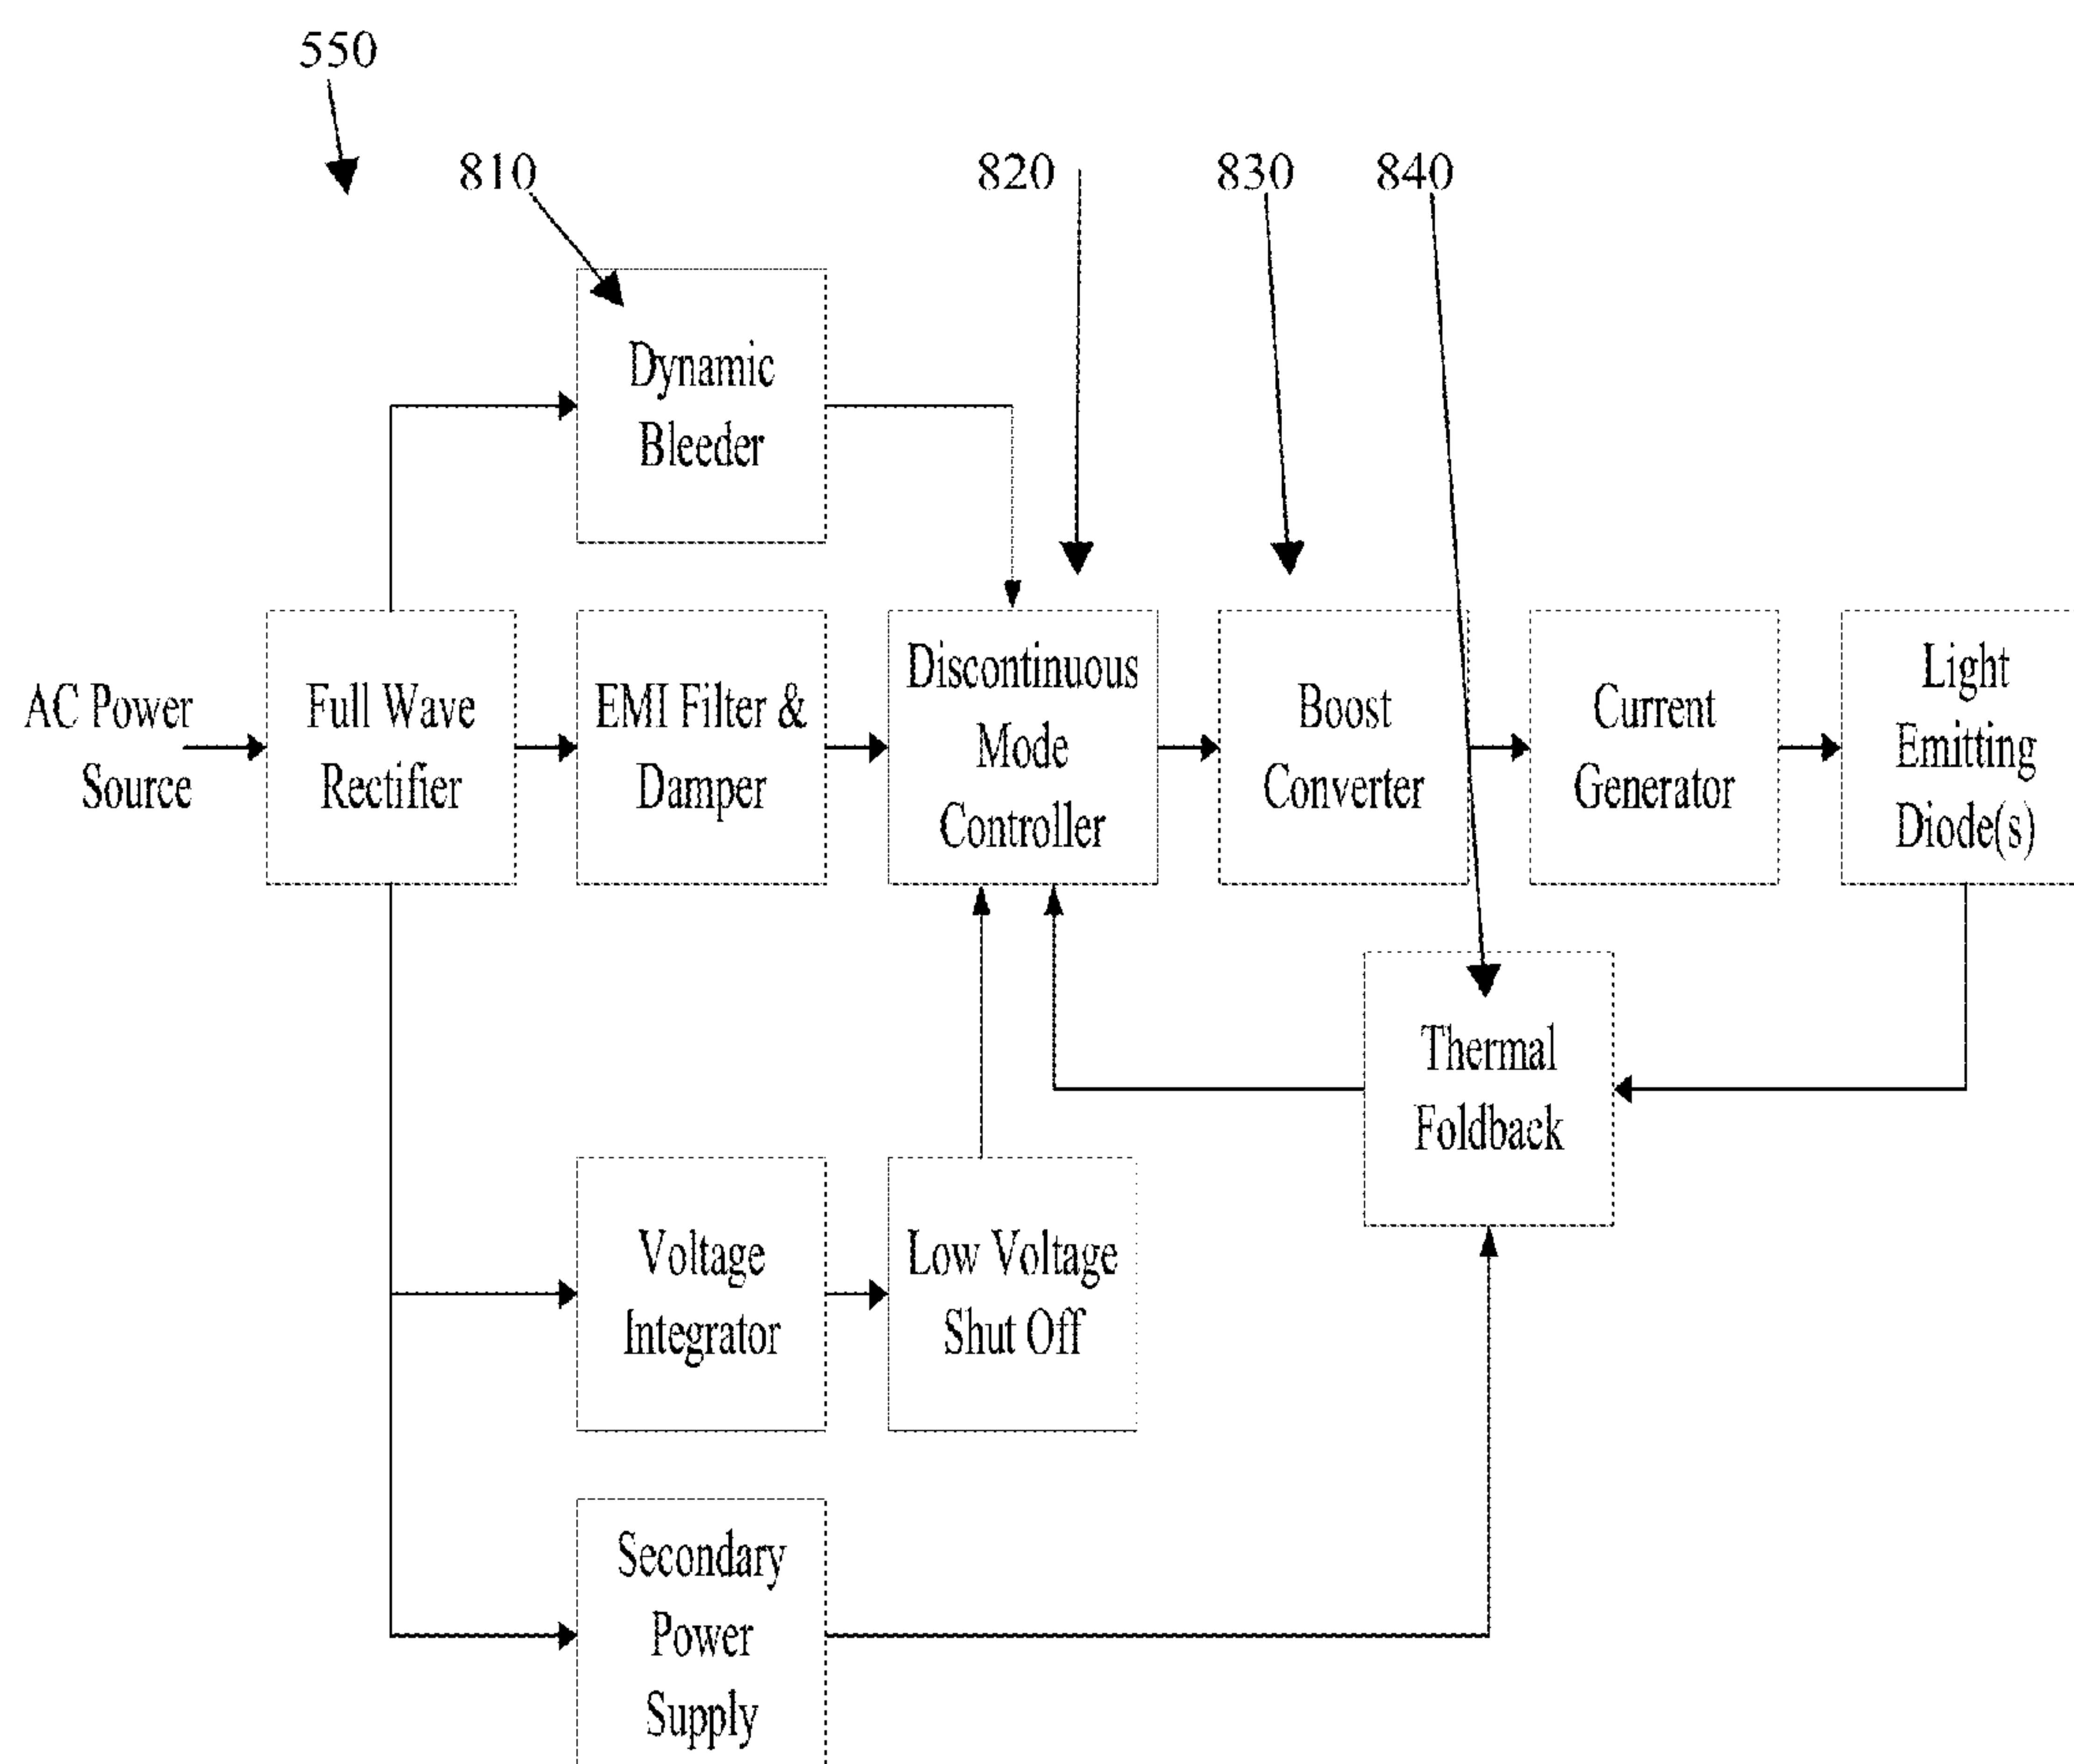 550
810
820
830
840
Dynamic
Bleeder
AC Power
Source
Full Wave
Rectifier
EMI Filter &
Damper
Discontinuous
Mode
Controller
Boost
Converter
Current
Generator
Light
Emitting
Diode(s)
Thermal
Foldback
Voltage
Integrator
Low Voltage
Shut Off
Secondary
Power
Supply